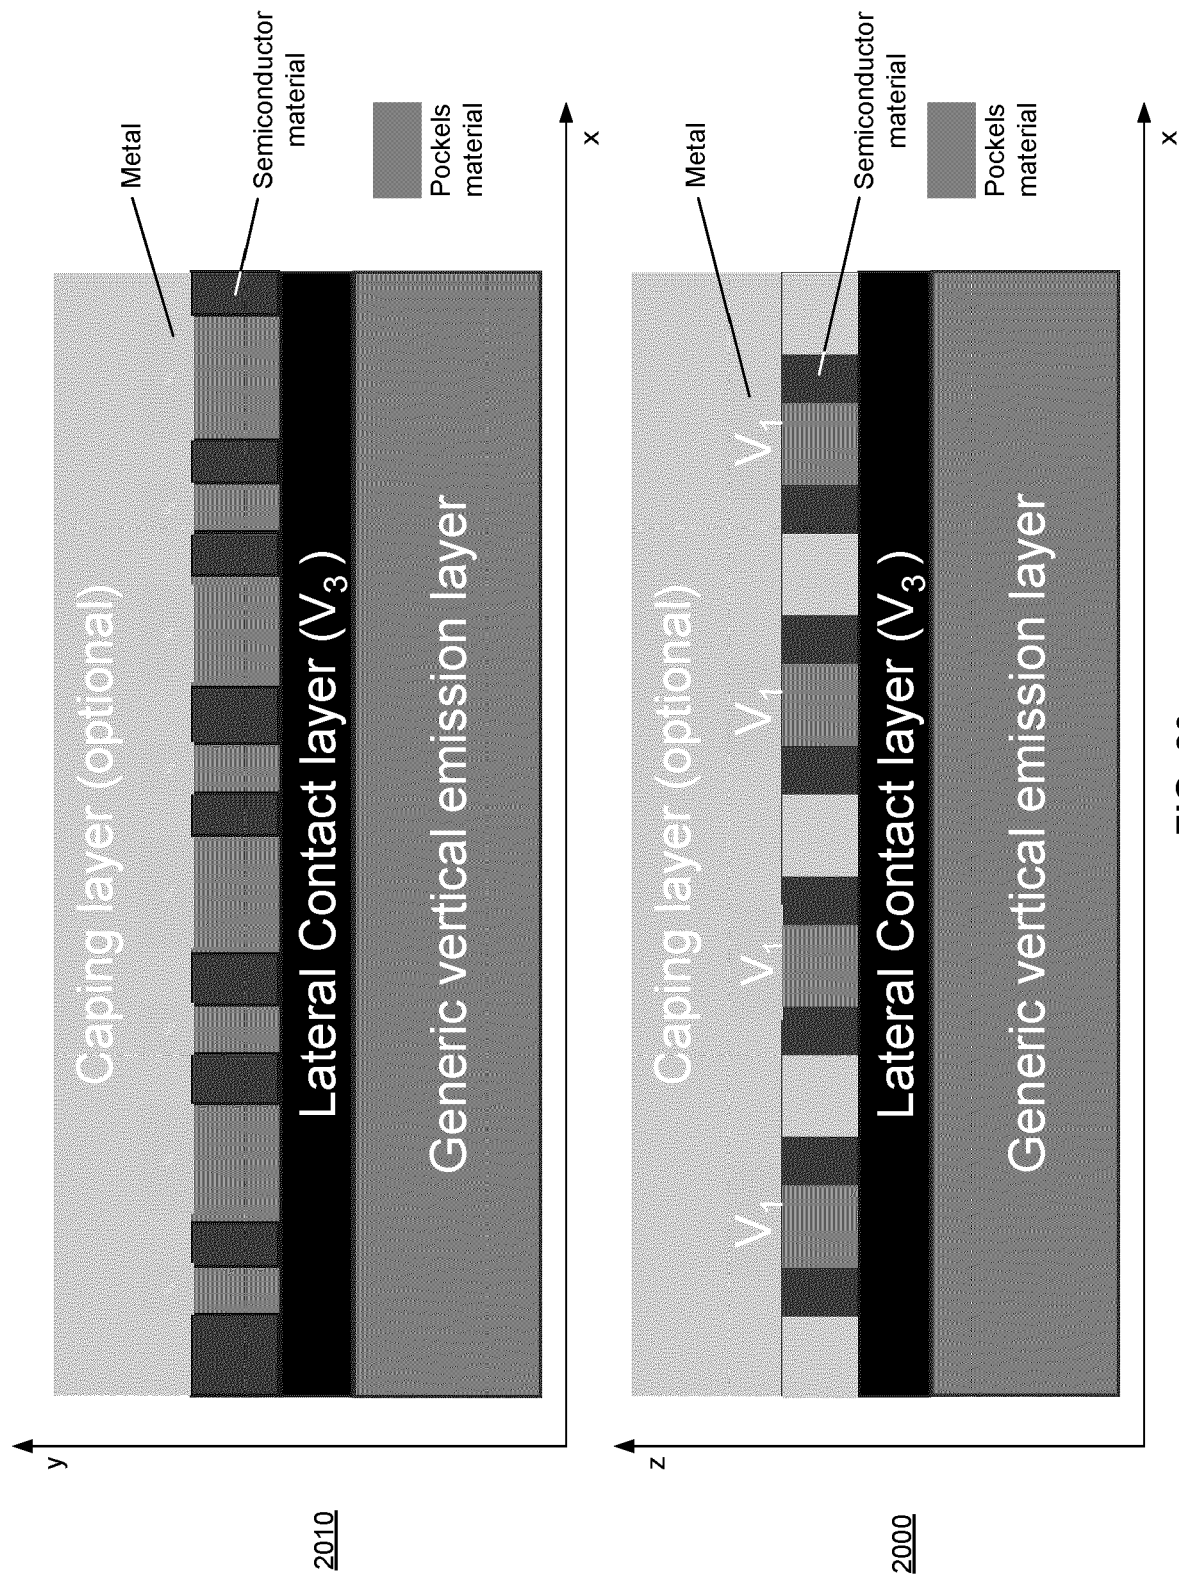 2010
y
Caping layer (optional)
Lateral Contact layer (V3)
Generic vertical emission layer
Metal
Semiconductor
material
Pockels
material
x
2000
z
Caping layer (optional)
V1
V1
V1
V1
Lateral Contact layer (V3)
Generic vertical emission layer
Metal
Semiconductor
material
Pockels
material
x